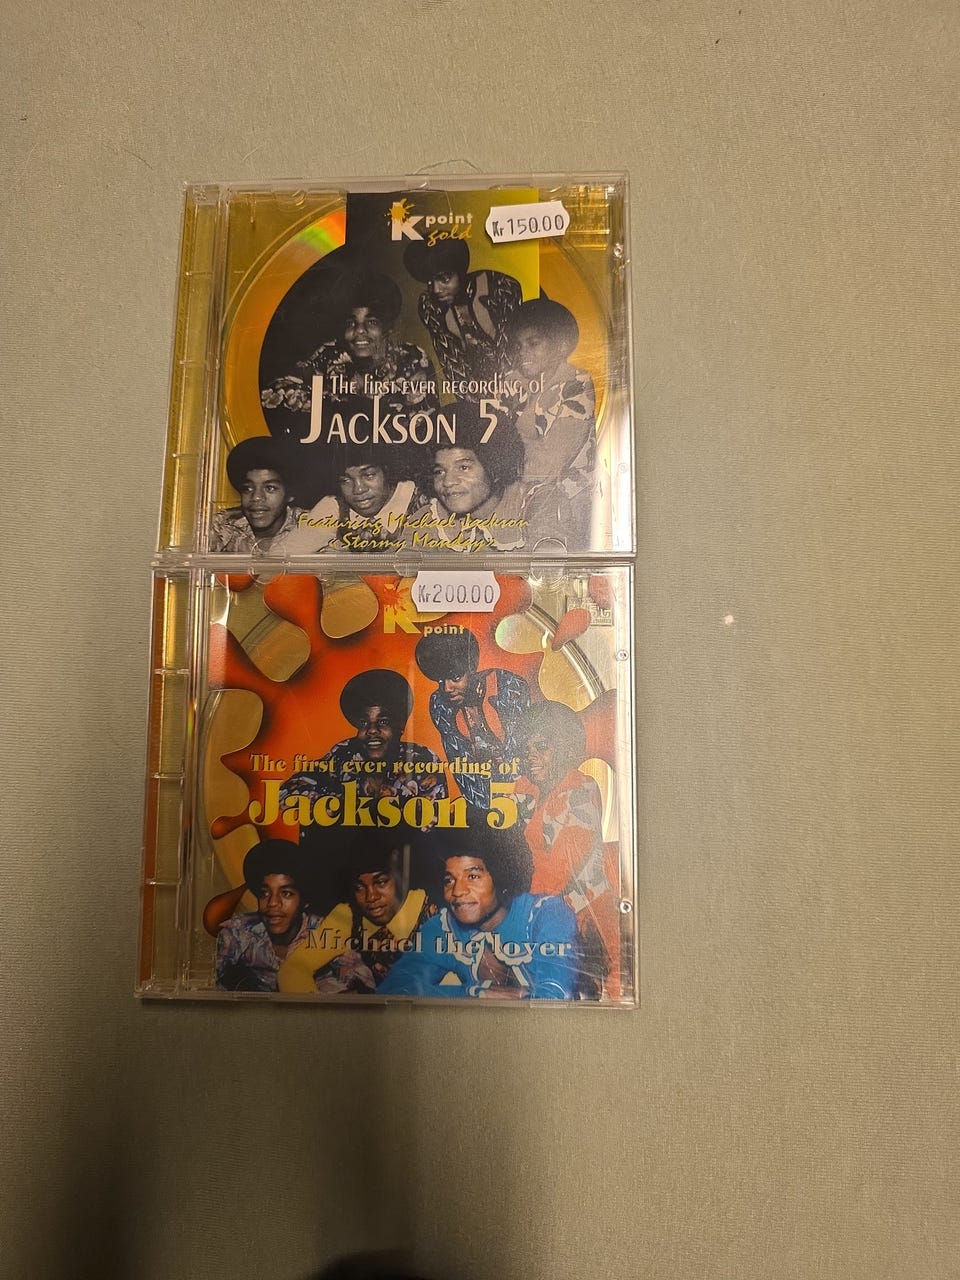 K point
gold
Kr 150.00
The first ever recording of
Jackson 5
Featuring Michael Jackson
«Stormy Monday»
Kr 200.00
K point
The first ever recording of
Jackson 5
Michael the lover